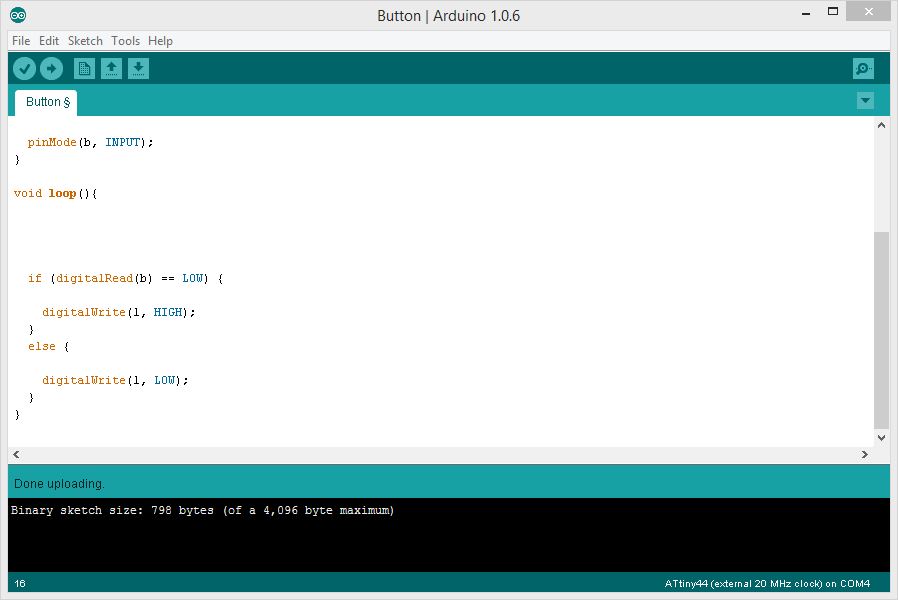 Button | Arduino 1.0.6
File Edit Sketch Tools Help
Button §
pinMode(b, INPUT);
}
void loop(){
if (digitalRead(b) == LOW) {
digitalWrite(l, HIGH);
}
else {
digitalWrite(l, LOW);
}
}
Done uploading.
Binary sketch size: 798 bytes (of a 4,096 byte maximum)
16
ATtiny44 (external 20 MHz clock) on COM4